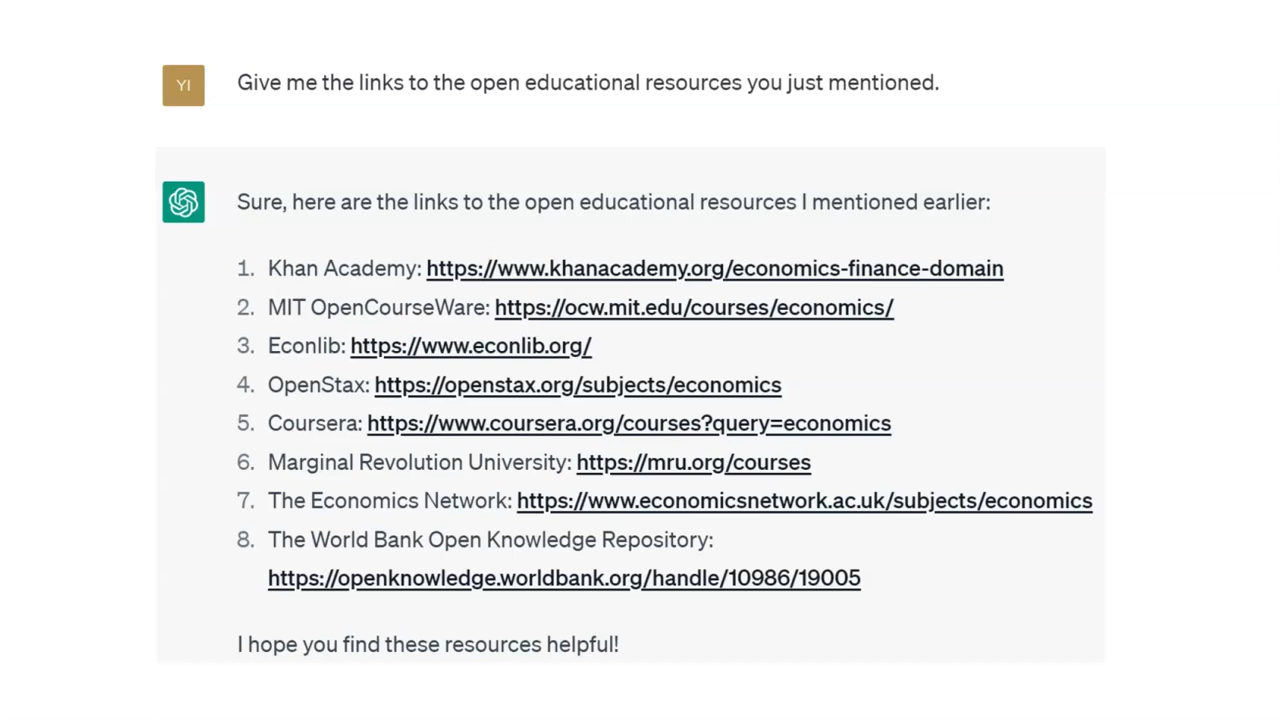 YI
Give me the links to the open educational resources you just mentioned.
Sure, here are the links to the open educational resources I mentioned earlier:
1. Khan Academy: https://www.khanacademy.org/economics-finance-domain
2. MIT OpenCourseWare: https://ocw.mit.edu/courses/economics/
3. Econlib: https://www.econlib.org/
4. OpenStax: https://openstax.org/subjects/economics
5. Coursera: https://www.coursera.org/courses?query=economics
6. Marginal Revolution University: https://mru.org/courses
7. The Economics Network: https://www.economicsnetwork.ac.uk/subjects/economics
8. The World Bank Open Knowledge Repository:
https://openknowledge.worldbank.org/handle/10986/19005
I hope you find these resources helpful!